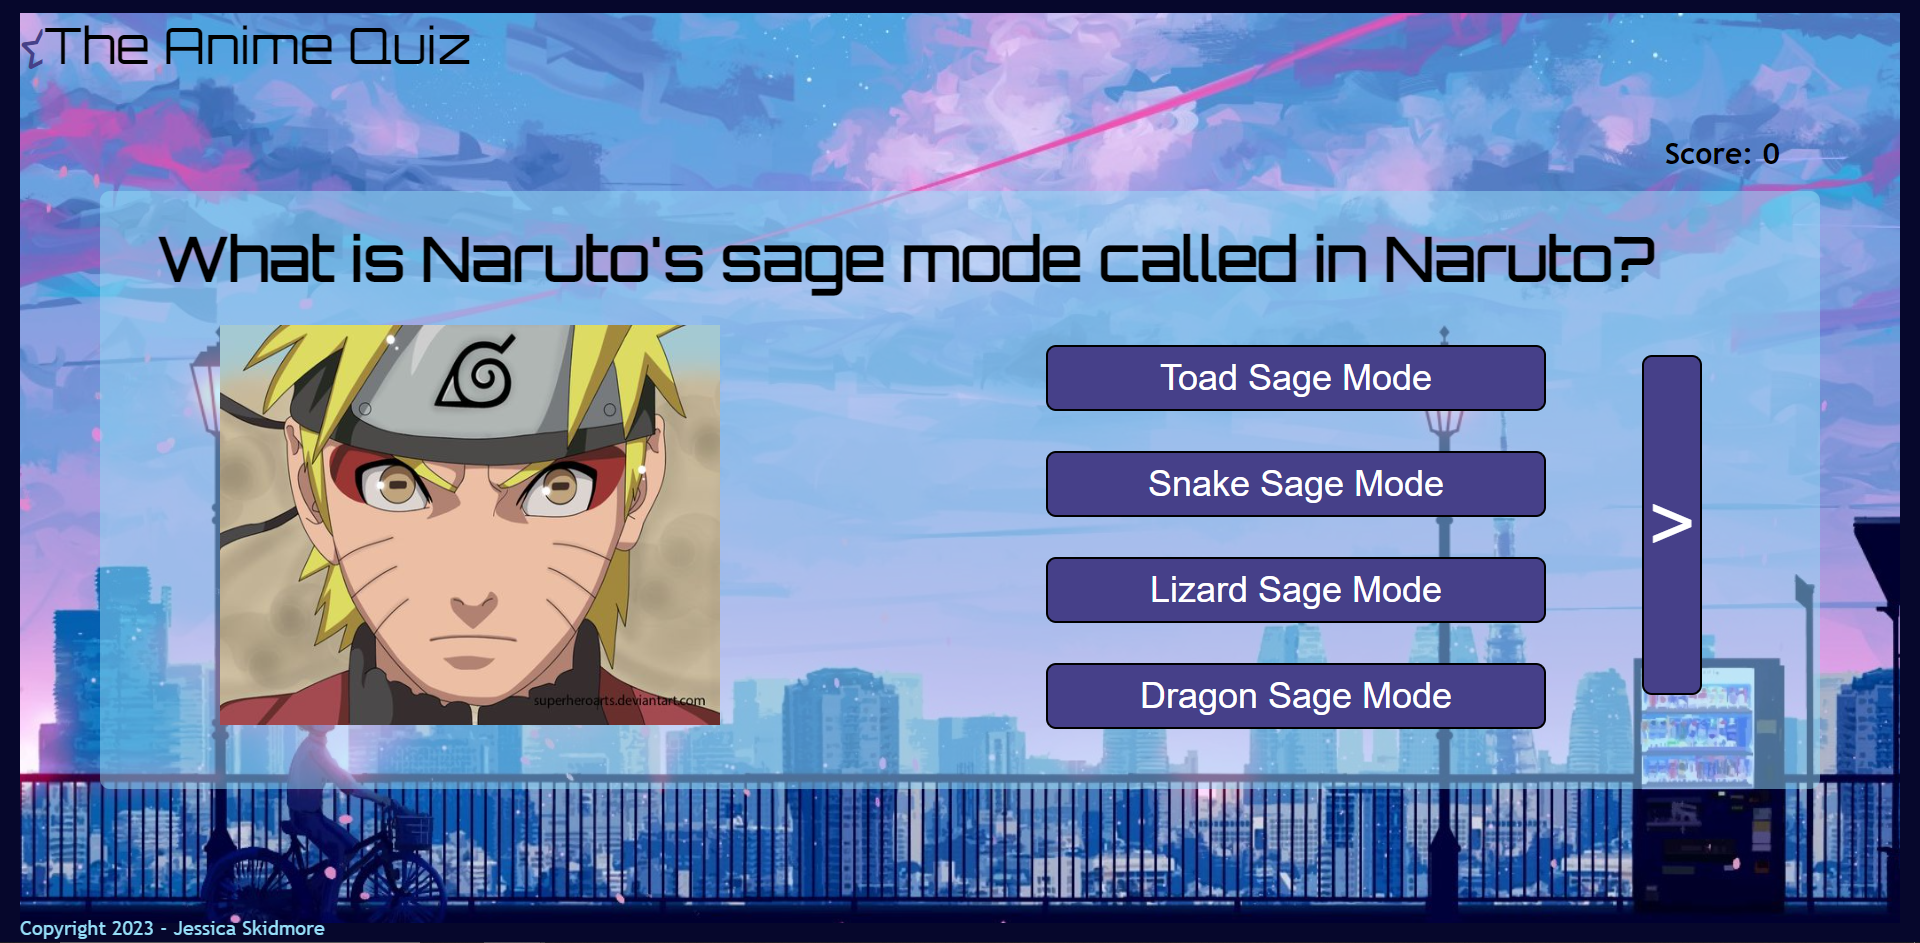 The Anime Quiz
Score: 0
What is Naruto's sage mode called in Naruto?
Toad Sage Mode
Snake Sage Mode
Lizard Sage Mode
Dragon Sage Mode
>
superheroarts.deviantart.com
Copyright 2023 - Jessica Skidmore